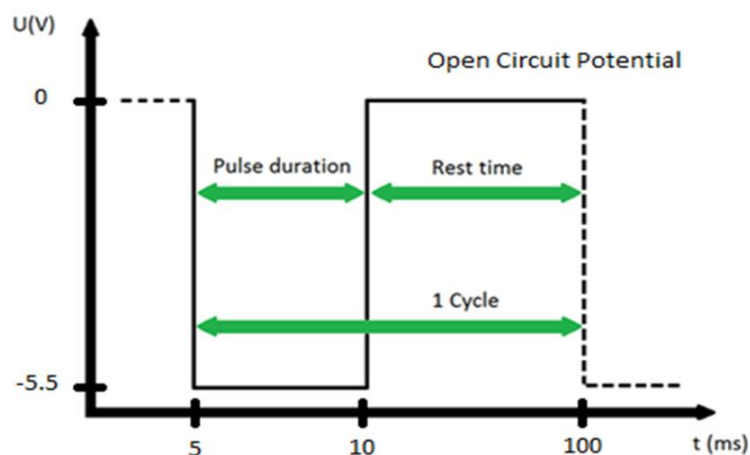 U(V)
Open Circuit Potential
0
Pulse duration
Rest time
1 Cycle
-5.5
5
10
100
t (ms)